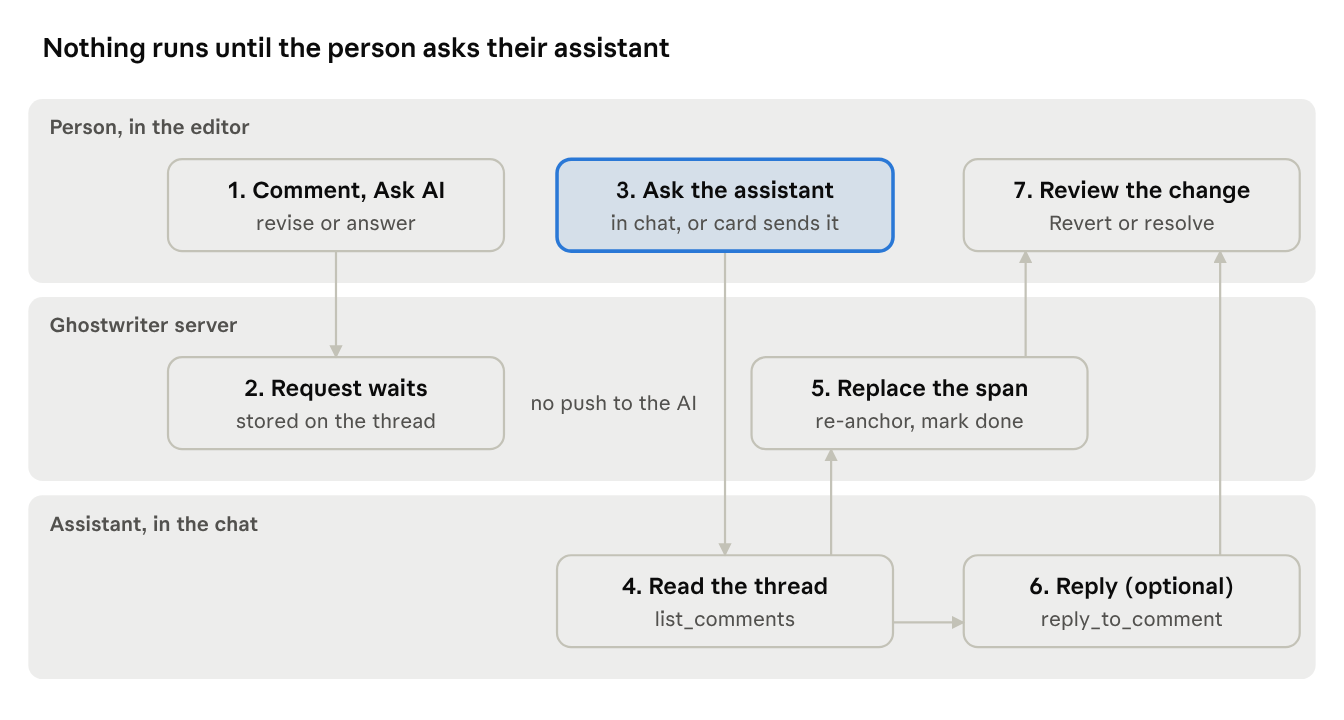 Nothing runs until the person asks their assistant
Person, in the editor
1. Comment, Ask AI
revise or answer
3. Ask the assistant
in chat, or card sends it
7. Review the change
Revert or resolve
Ghostwriter server
2. Request waits
stored on the thread
no push to the AI
5. Replace the span
re-anchor, mark done
Assistant, in the chat
4. Read the thread
list_comments
6. Reply (optional)
reply_to_comment